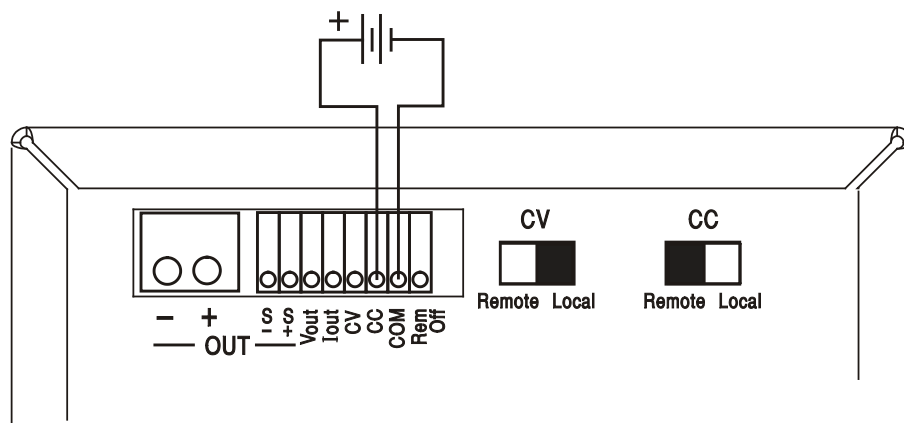 +
CV CC
Remote Local Remote Local
- +
S -
S +
Vout
Iout
CV
CC
COM
Rem Off
OUT